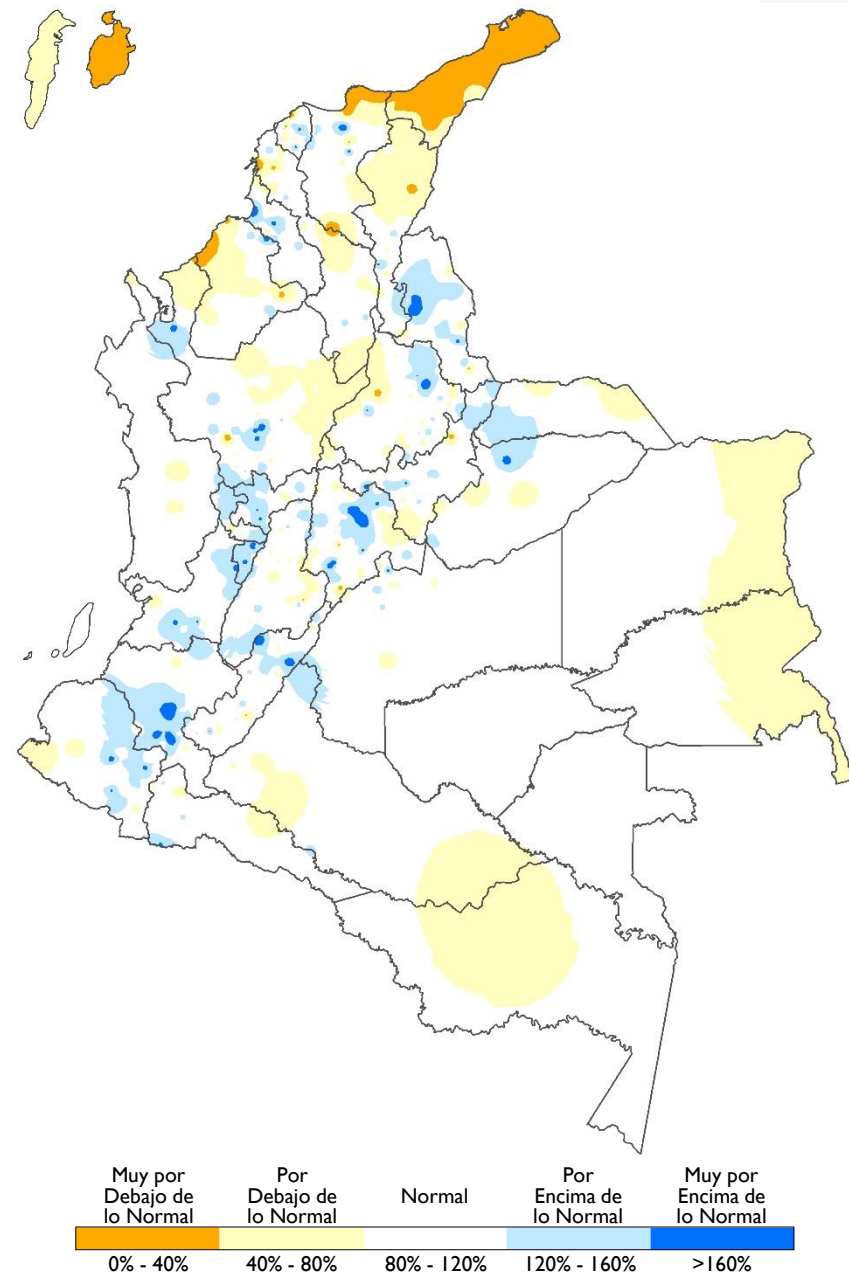 Muy por
Debajo de
lo Normal
Por
Debajo de
lo Normal
Normal
Por
Encima de
lo Normal
Muy por
Encima de
lo Normal
0% - 40%
40% - 80%
80% - 120%
120% - 160%
>160%